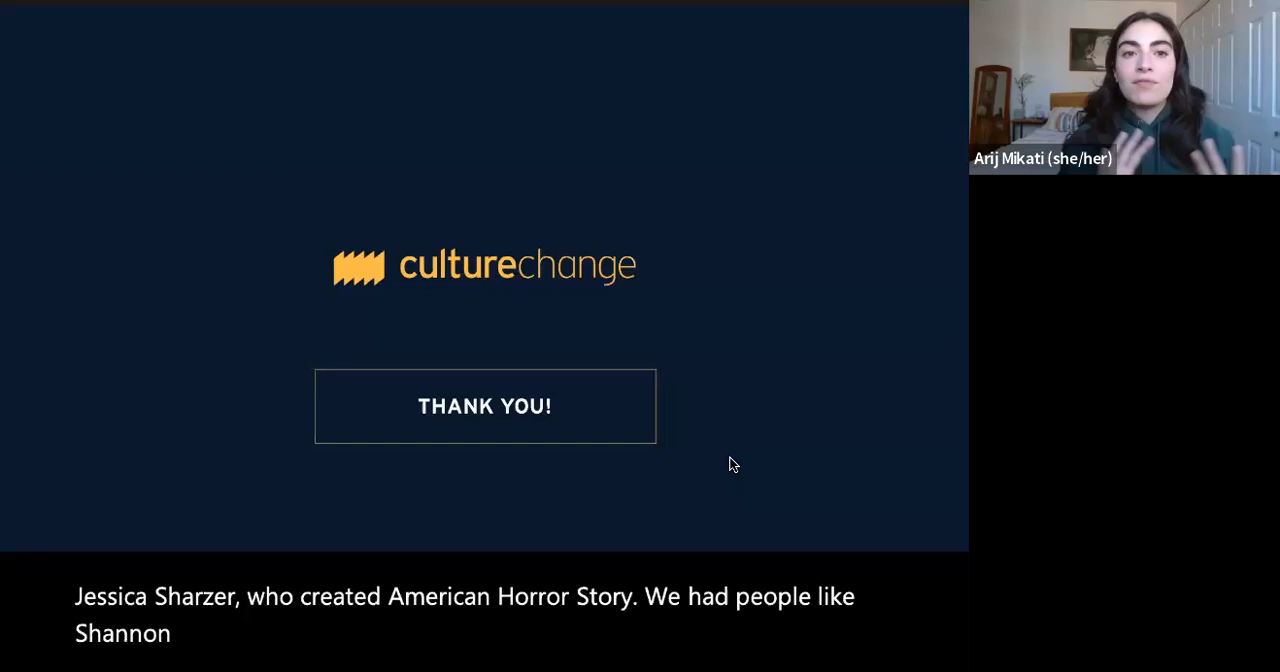 Arij Mikati (she/her)
culturechange
THANK YOU!
Jessica Sharzer, who created American Horror Story. We had people like
Shannon